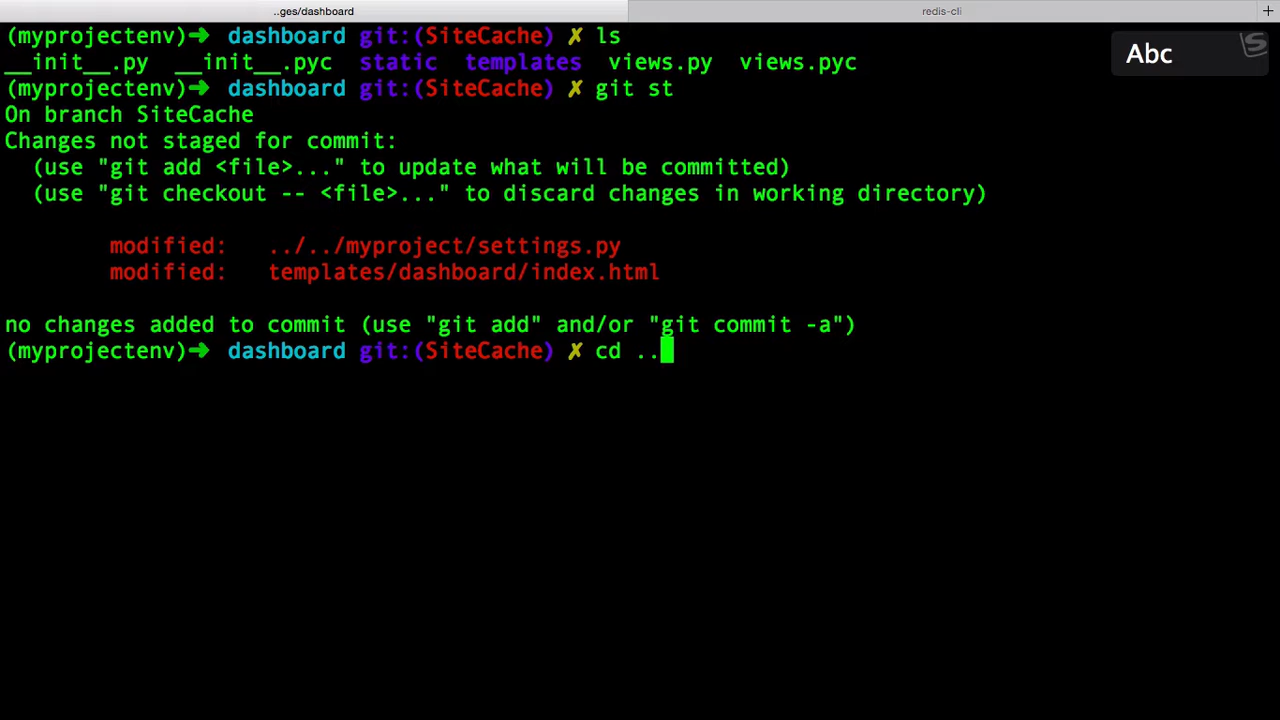 ..ges/dashboard
redis-cli
+
(myprojectenv)➜ dashboard git:(SiteCache) ✗ ls
__init__.py __init__.pyc static templates views.py views.pyc
(myprojectenv)➜ dashboard git:(SiteCache) ✗ git st
On branch SiteCache
Changes not staged for commit:
(use "git add <file>..." to update what will be committed)
(use "git checkout -- <file>..." to discard changes in working directory)
modified: ../../myproject/settings.py
modified: templates/dashboard/index.html
no changes added to commit (use "git add" and/or "git commit -a")
(myprojectenv)➜ dashboard git:(SiteCache) ✗ cd ..
Abc